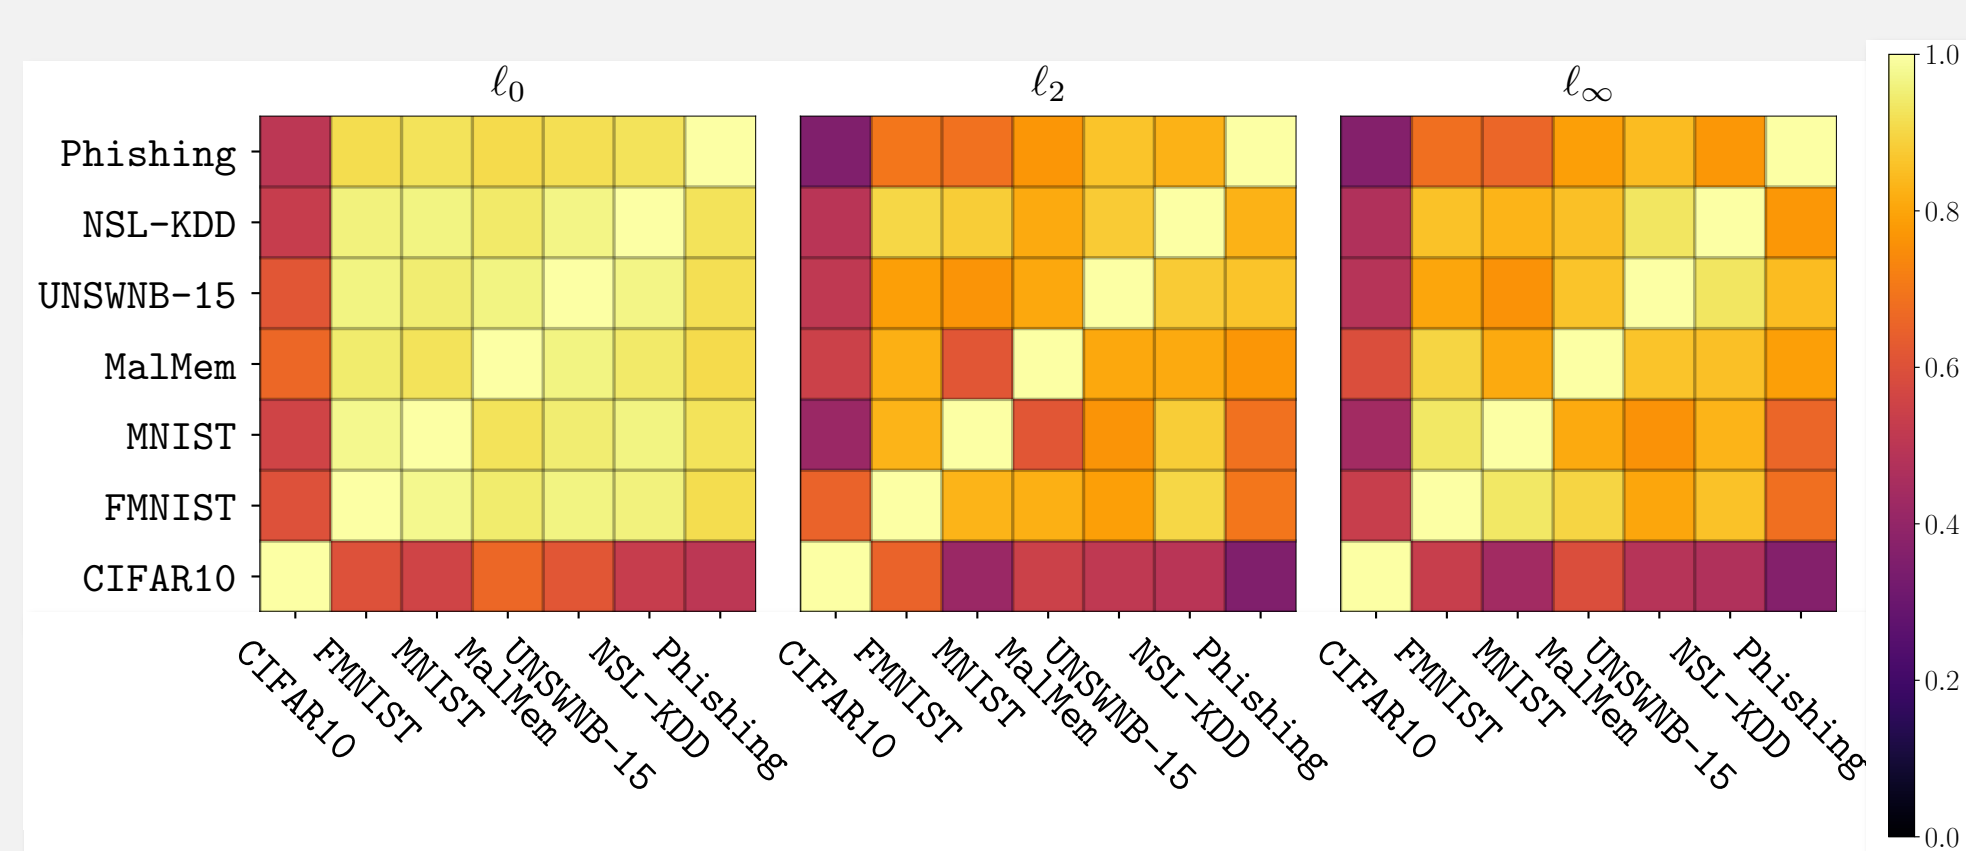 ℓ0 ℓ2 ℓ∞
Phishing
NSL-KDD
UNSWNB-15
MalMem
MNIST
FMNIST
CIFAR10
CIFAR10 FMNIST MNIST MalMem UNSWNB-15 NSL-KDD Phishing
CIFAR10 FMNIST MNIST MalMem UNSWNB-15 NSL-KDD Phishing
CIFAR10 FMNIST MNIST MalMem UNSWNB-15 NSL-KDD Phishing
1.0
0.8
0.6
0.4
0.2
0.0